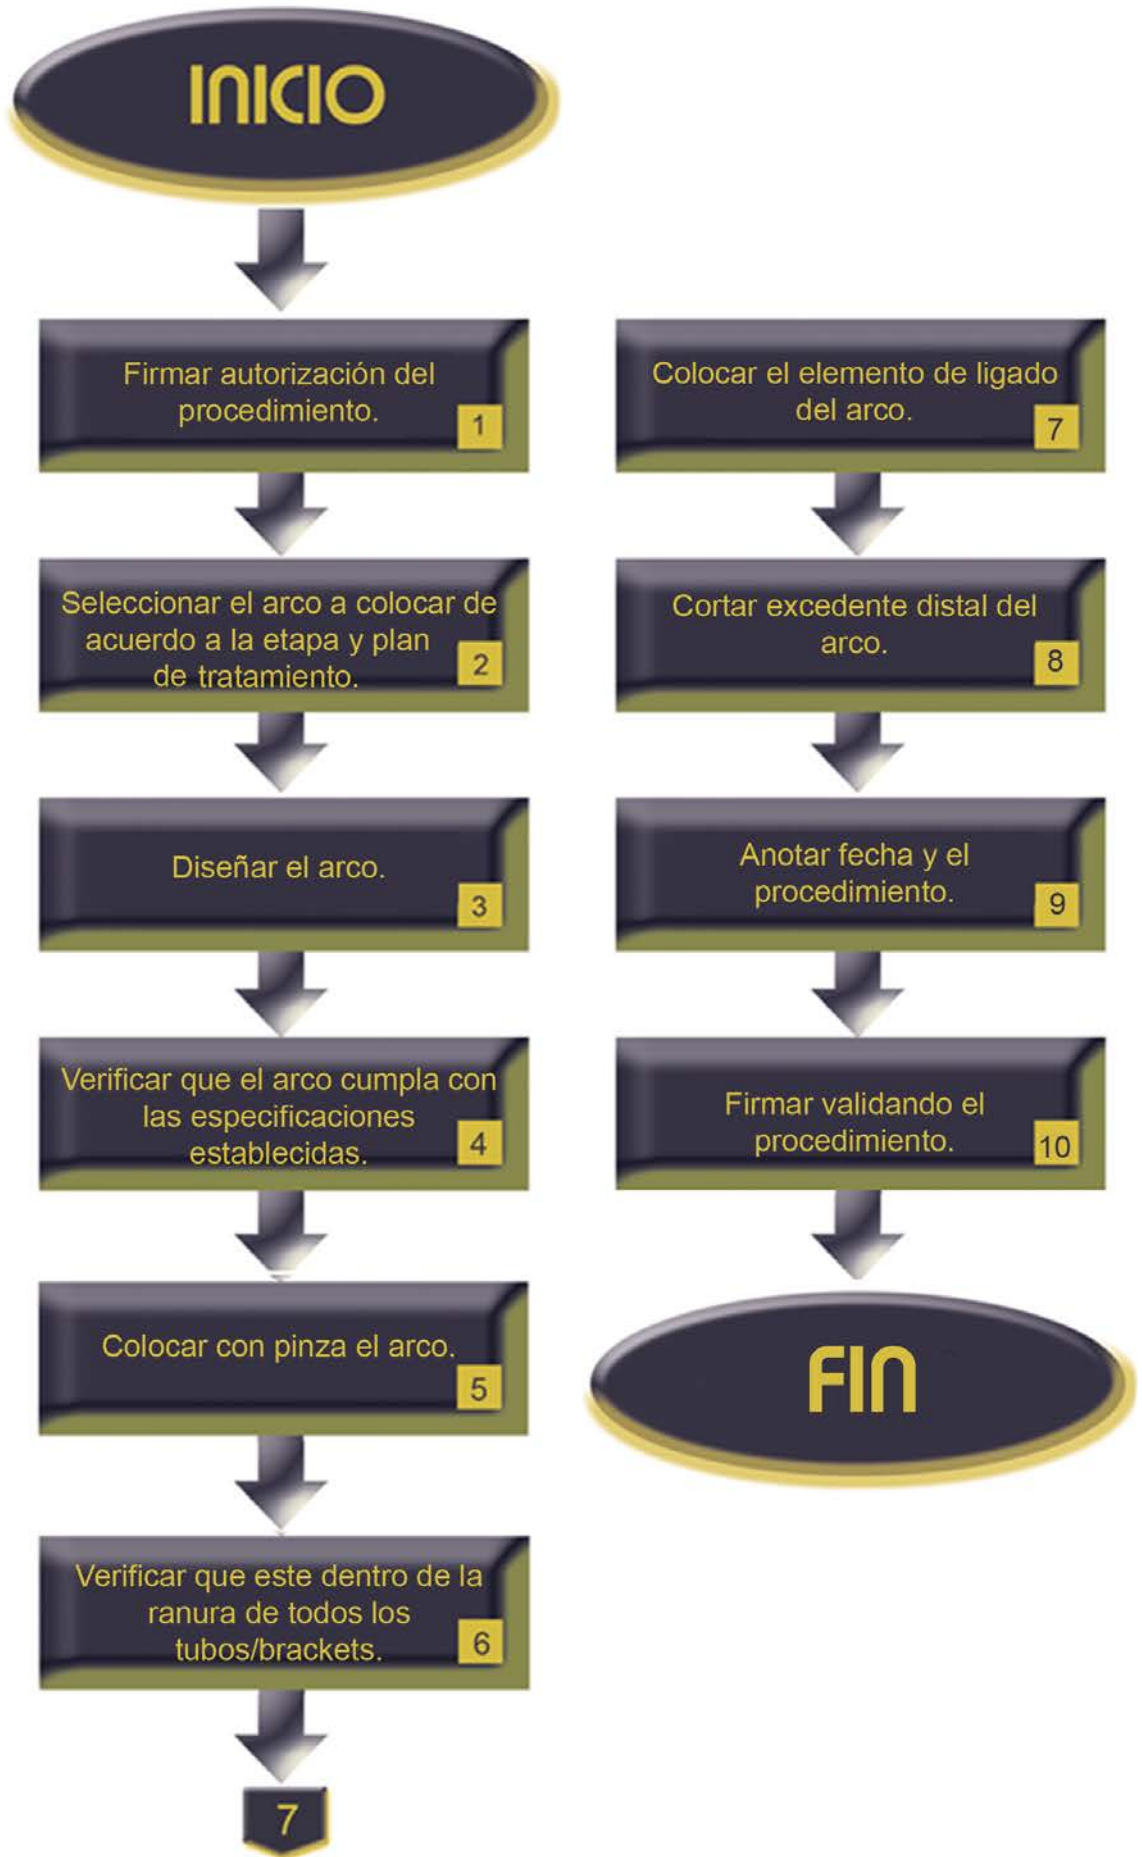 INICIO
Firmar autorización del
procedimiento.
1
Seleccionar el arco a colocar de
acuerdo a la etapa y plan
de tratamiento.
2
Diseñar el arco.
3
Verificar que el arco cumpla con
las especificaciones
establecidas.
4
Colocar con pinza el arco.
5
Verificar que este dentro de la
ranura de todos los
tubos/brackets.
6
7
Colocar el elemento de ligado
del arco.
7
Cortar excedente distal del
arco.
8
Anotar fecha y el
procedimiento.
9
Firmar validando el
procedimiento.
10
FIN